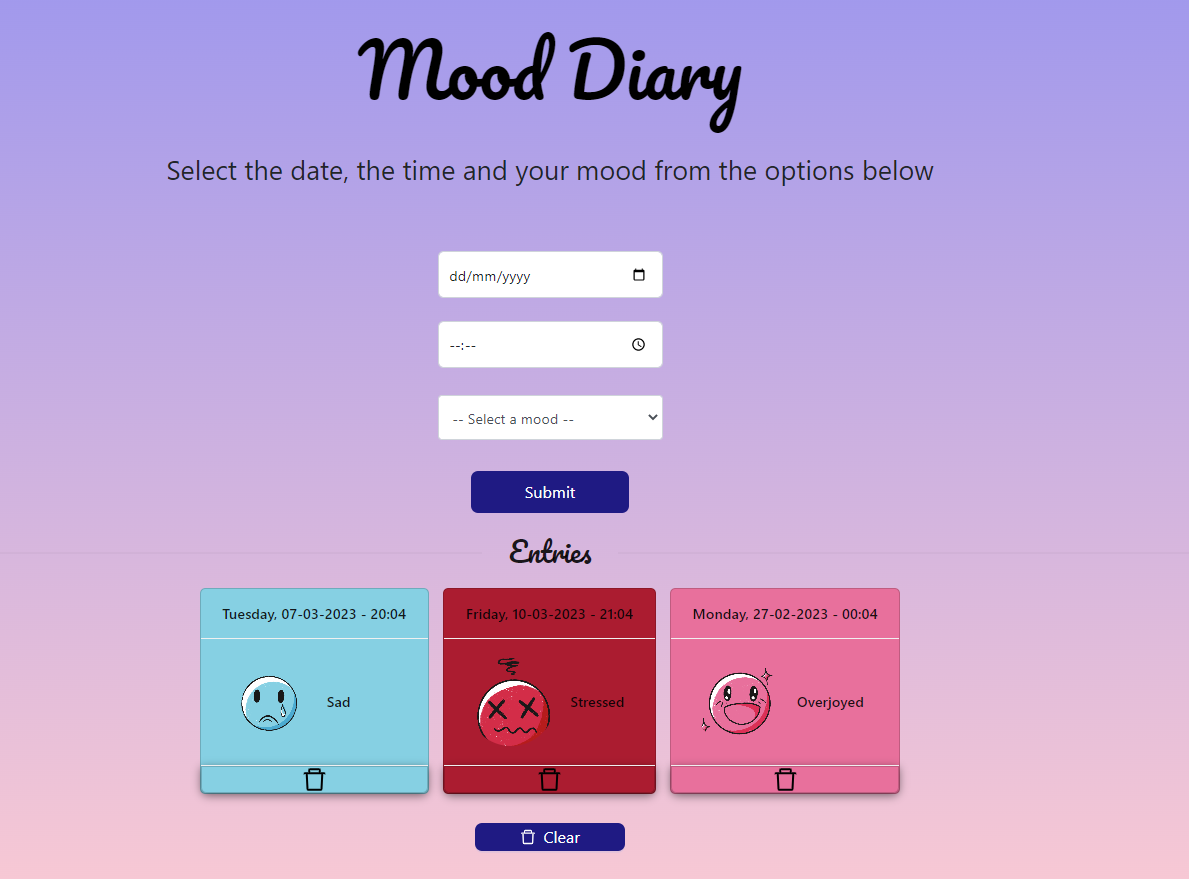 Mood Diary
Select the date, the time and your mood from the options below
dd/mm/yyyy
--:--
-- Select a mood --
Submit
Entries
Tuesday, 07-03-2023 - 20:04
Sad
Friday, 10-03-2023 - 21:04
Stressed
Monday, 27-02-2023 - 00:04
Overjoyed
Clear